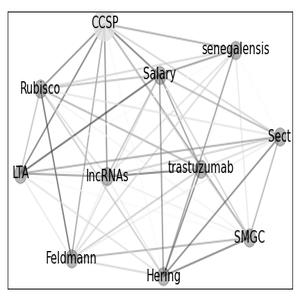 CCSP
senegalensis
Salary
Rubisco
Sect
trastuzumab
LTA
lncRNAs
SMGC
Feldmann
Hering